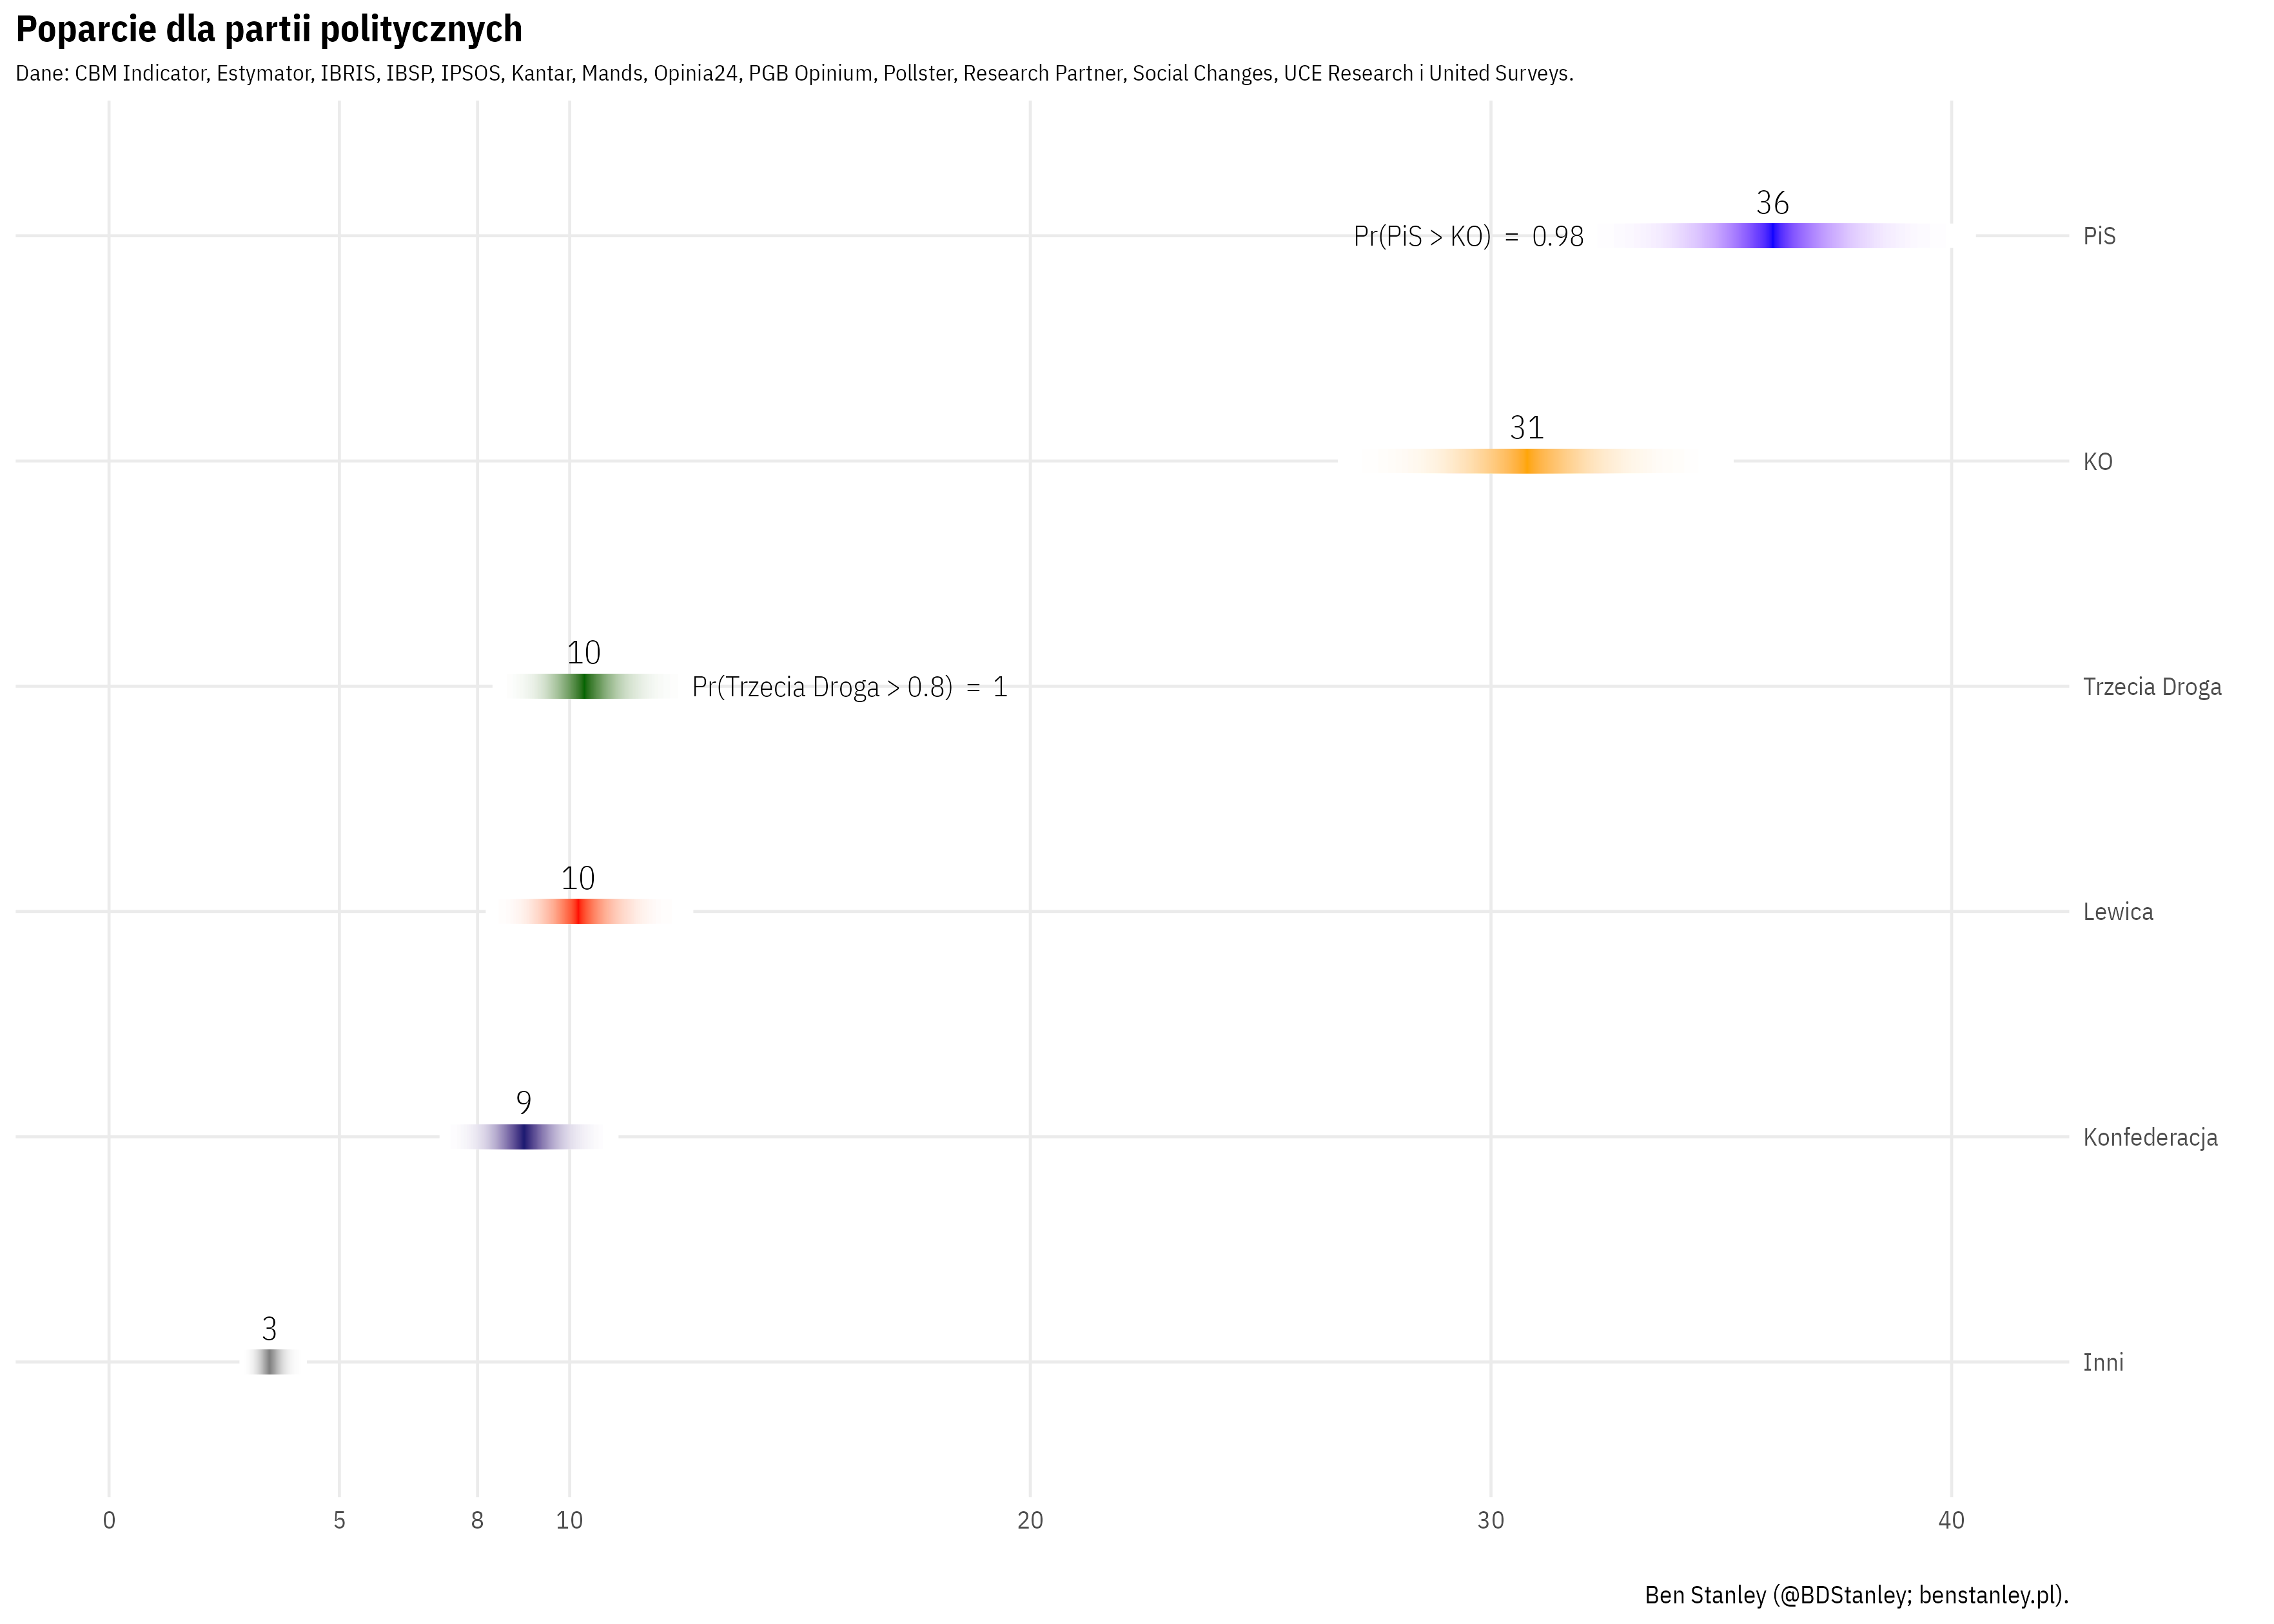 Poparcie dla partii politycznych
Dane: CBM Indicator, Estymator, IBRIS, IBSP, IPSOS, Kantar, Mands, Opinia24, PGB Opinium, Pollster, Research Partner, Social Changes, UCE Research i United Surveys.
36
Pr(PiS > KO) = 0.98
PiS
31
KO
10
Pr(Trzecia Droga > 0.8) = 1
Trzecia Droga
10
Lewica
9
Konfederacja
3
Inni
0 5 8 10 20 30 40
Ben Stanley (@BDStanley; benstanley.pl).